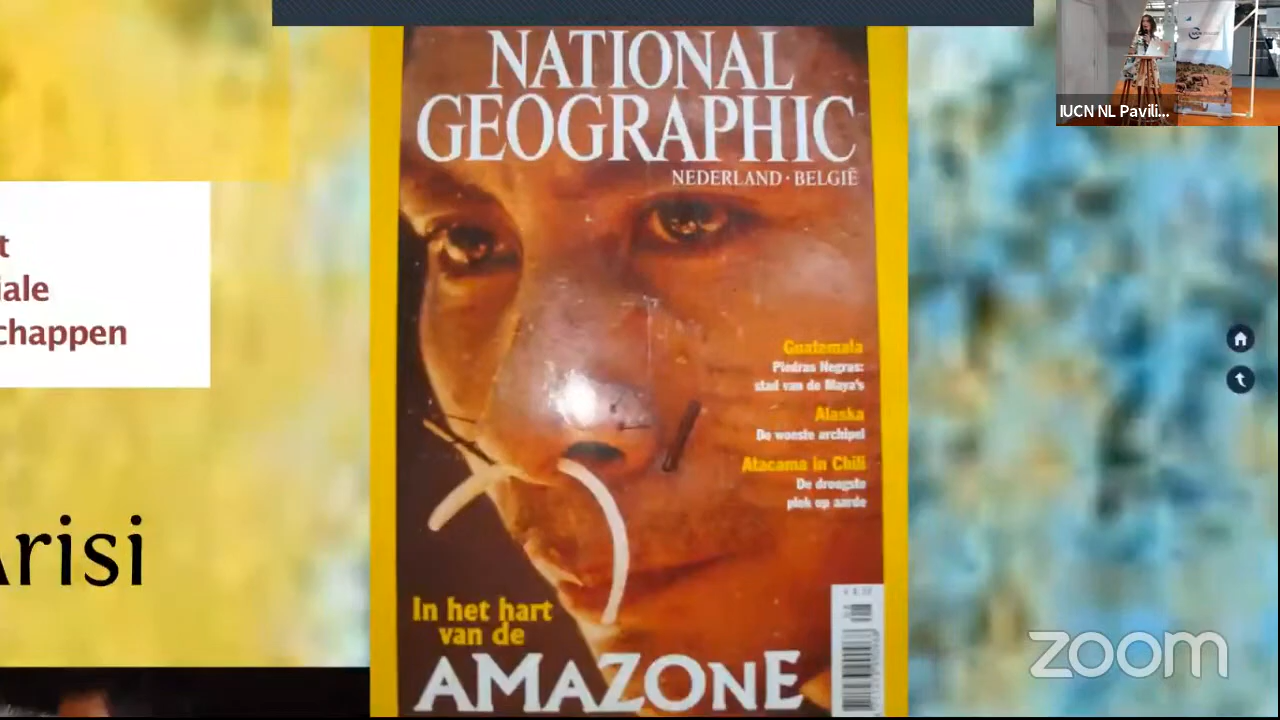 NATIONAL
GEOGRAPHIC
NEDERLAND · BELGIË
Guatemala
Piedras Negras:
stad van de Maya's
Alaska
De woeste archipel
Atacama in Chili
De droogste
plek op aarde
In het hart
van de
AMAZONE
t
iale
chappen
Arisi
IUCN NL Pavili...
zoom